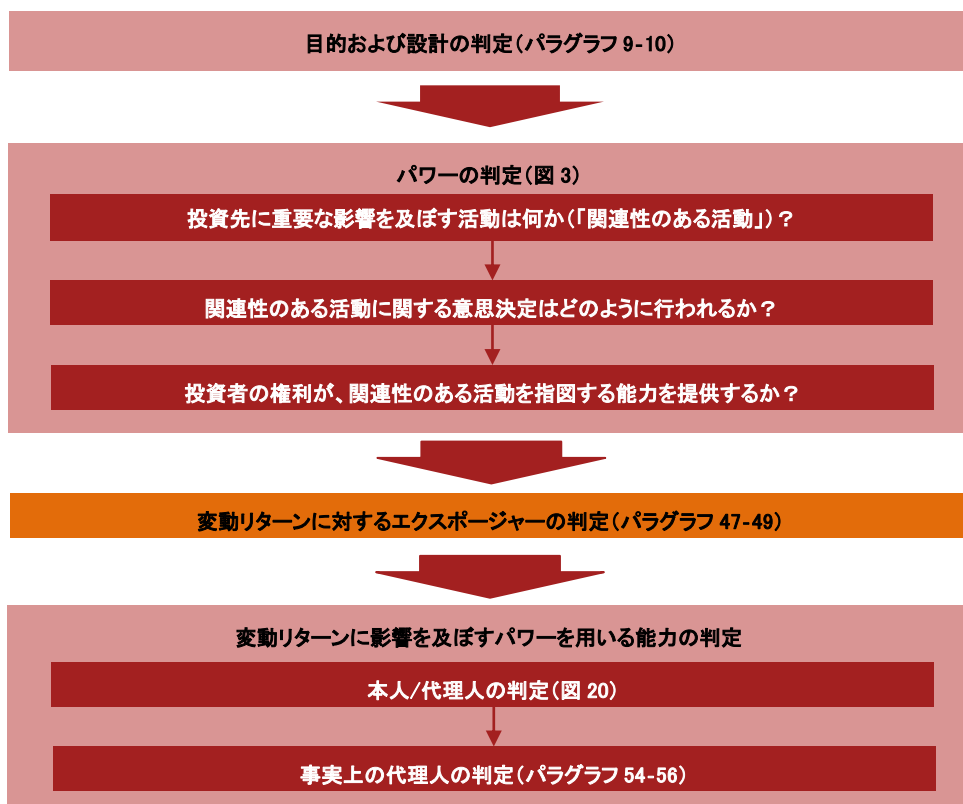 目的および設計の判定(パラグラフ 9-10)
パワーの判定(図 3)
投資先に重要な影響を及ぼす活動は何か(「関連性のある活動」)?
関連性のある活動に関する意思決定はどのように行われるか?
投資者の権利が、関連性のある活動を指図する能力を提供するか?
変動リターンに対するエクスポージャーの判定(パラグラフ 47-49)
変動リターンに影響を及ぼすパワーを用いる能力の判定
本人/代理人の判定(図 20)
事実上の代理人の判定(パラグラフ 54-56)